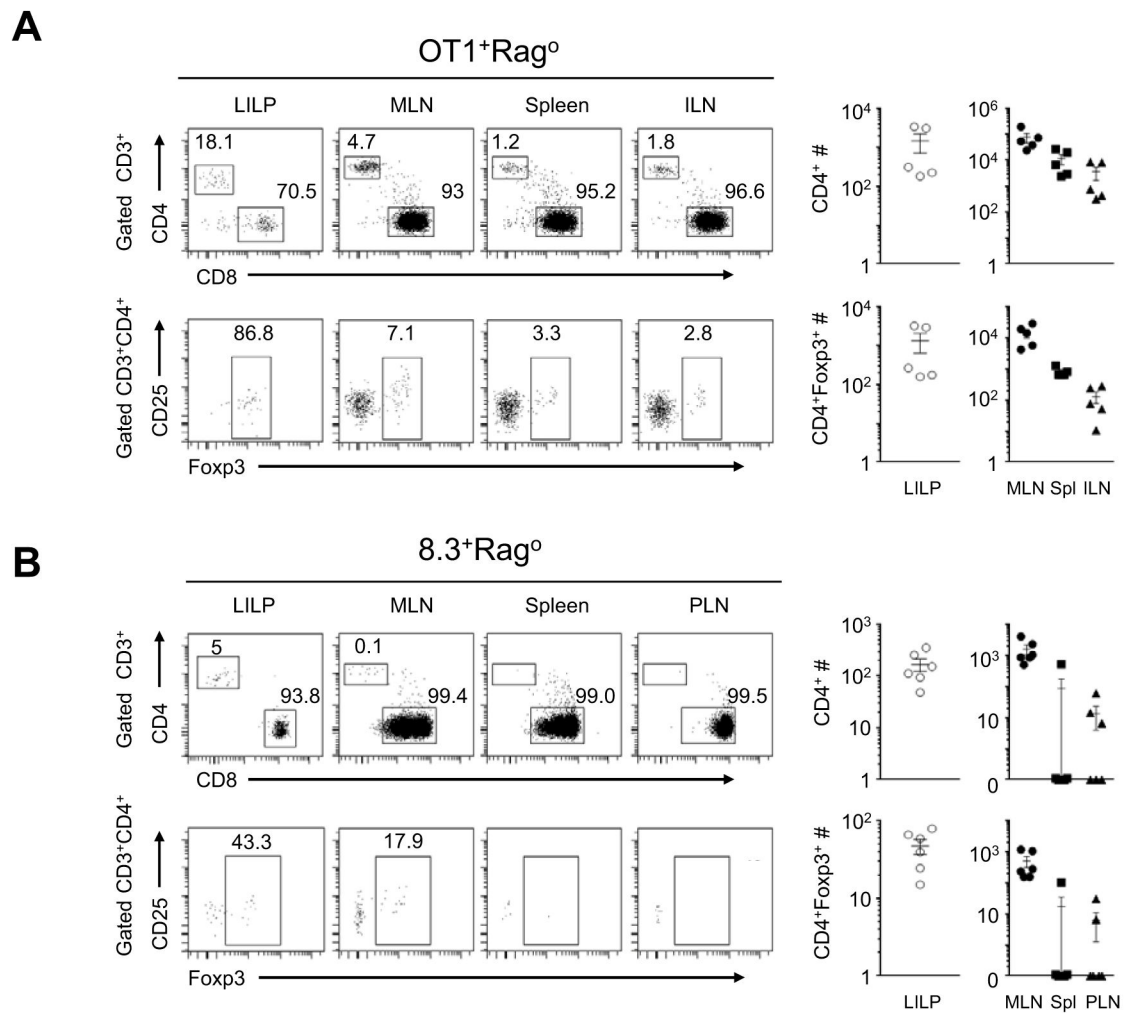 A
OT1⁺Rag⁰
LILP MLN Spleen ILN
Gated CD3⁺
CD4
18.1 70.5
4.7 93
1.2 95.2
1.8 96.6
CD8
Gated CD3⁺CD4⁺
CD25
86.8 7.1 3.3 2.8
Foxp3
CD4⁺ #
10⁴
10²
1
10⁶
10⁴
10²
1
CD4⁺Foxp3⁺ #
10⁴
10²
1
10⁴
10²
1
LILP MLN Spl ILN
B
8.3⁺Rag⁰
LILP MLN Spleen PLN
Gated CD3⁺
CD4
5 93.8
0.1 99.4
99.0
99.5
CD8
Gated CD3⁺CD4⁺
CD25
43.3 17.9
Foxp3
CD4⁺ #
10³
10²
10
1
10³
10
0
CD4⁺Foxp3⁺ #
10²
10
1
10³
10
0
LILP MLN Spl PLN